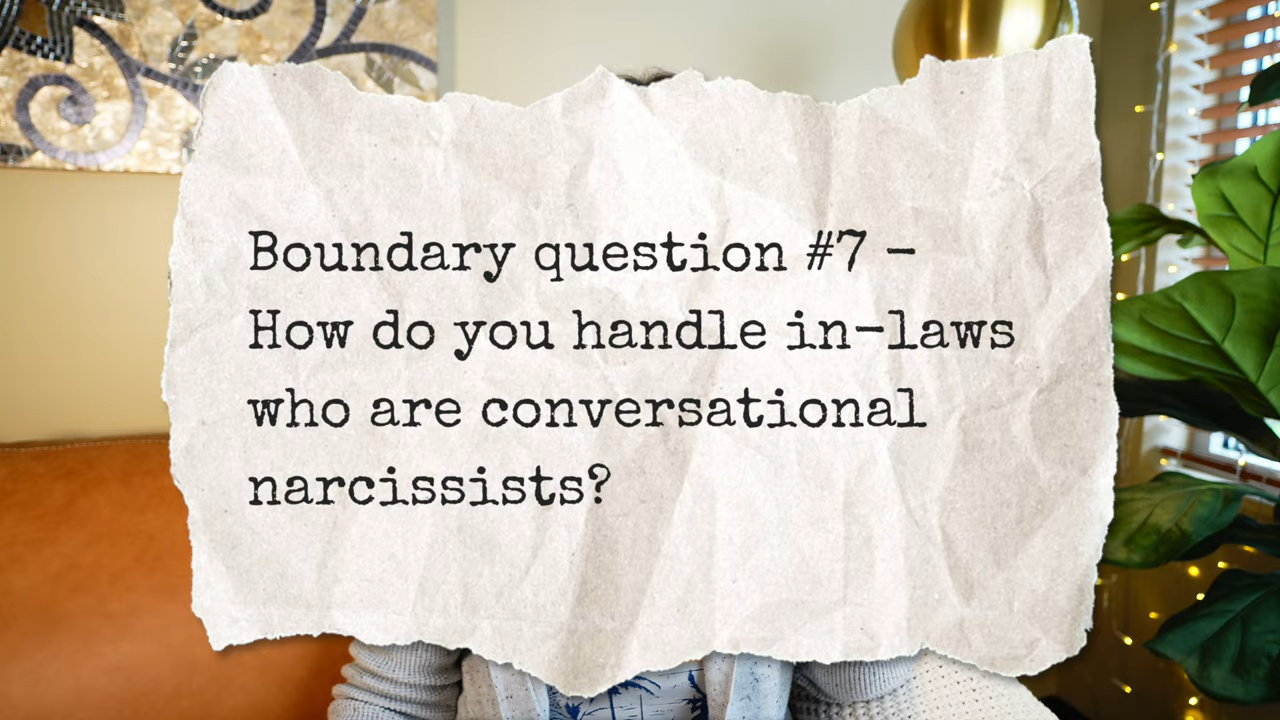 Boundary question #7 -
How do you handle in-laws
who are conversational
narcissists?